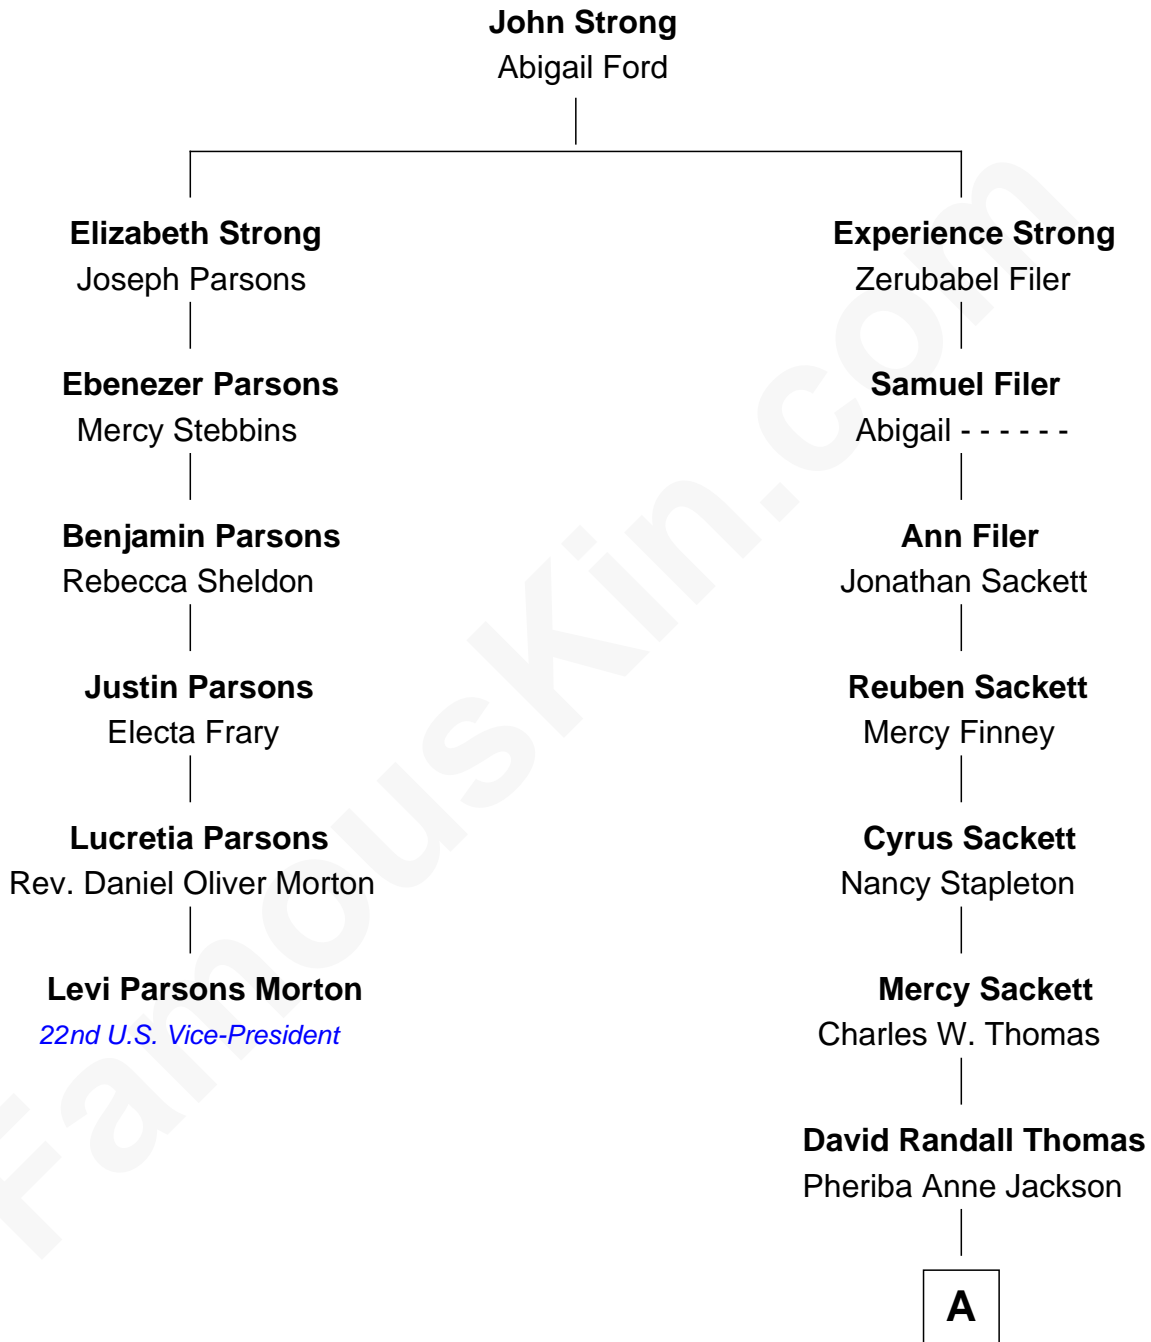 John Strong
Abigail Ford
Elizabeth Strong
Joseph Parsons
Experience Strong
Zerubabel Filer
Ebenezer Parsons
Mercy Stebbins
Samuel Filer
Abigail - - - - - -
Benjamin Parsons
Rebecca Sheldon
Ann Filer
Jonathan Sackett
Justin Parsons
Electa Frary
Reuben Sackett
Mercy Finney
Lucretia Parsons
Rev. Daniel Oliver Morton
Cyrus Sackett
Nancy Stapleton
Levi Parsons Morton
22nd U.S. Vice-President
Mercy Sackett
Charles W. Thomas
David Randall Thomas
Pheriba Anne Jackson
A
FamousKin.com